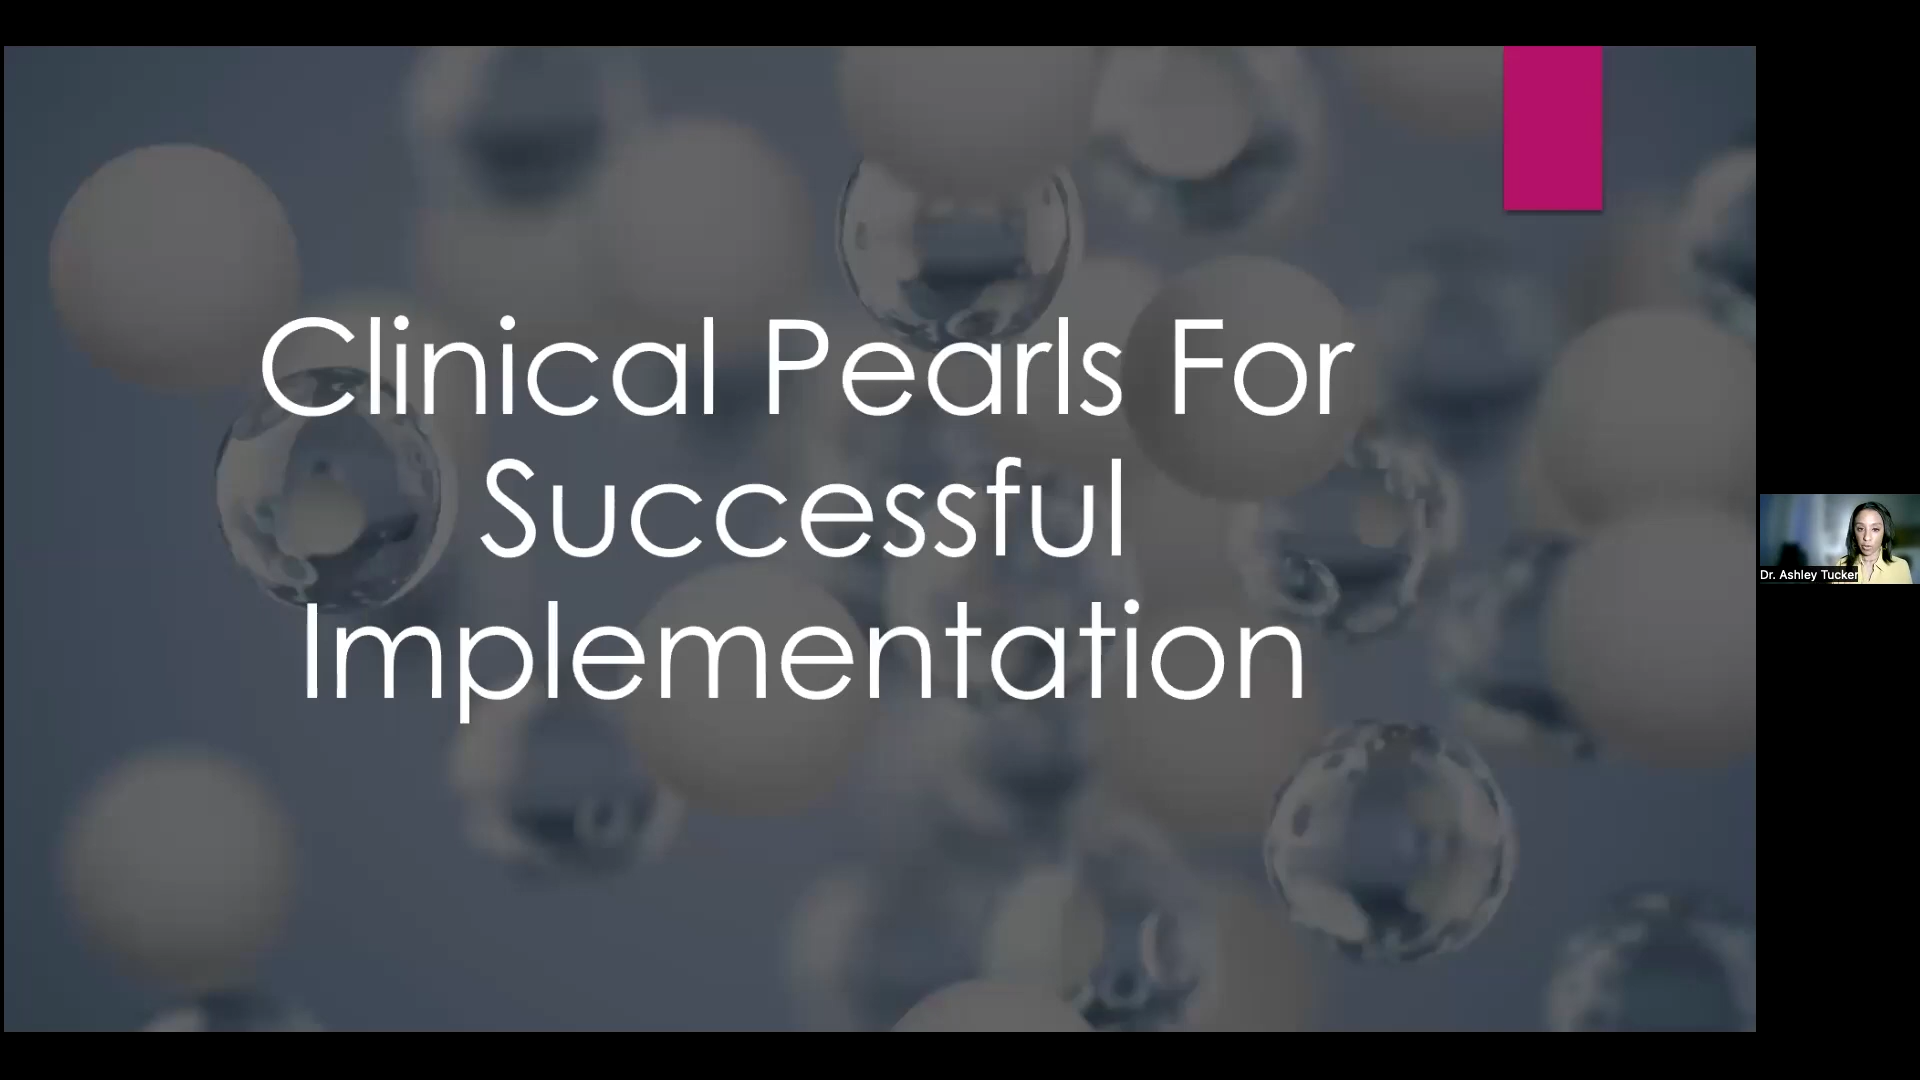 Clinical Pearls For
Successful
Implementation
Dr. Ashley Tucker